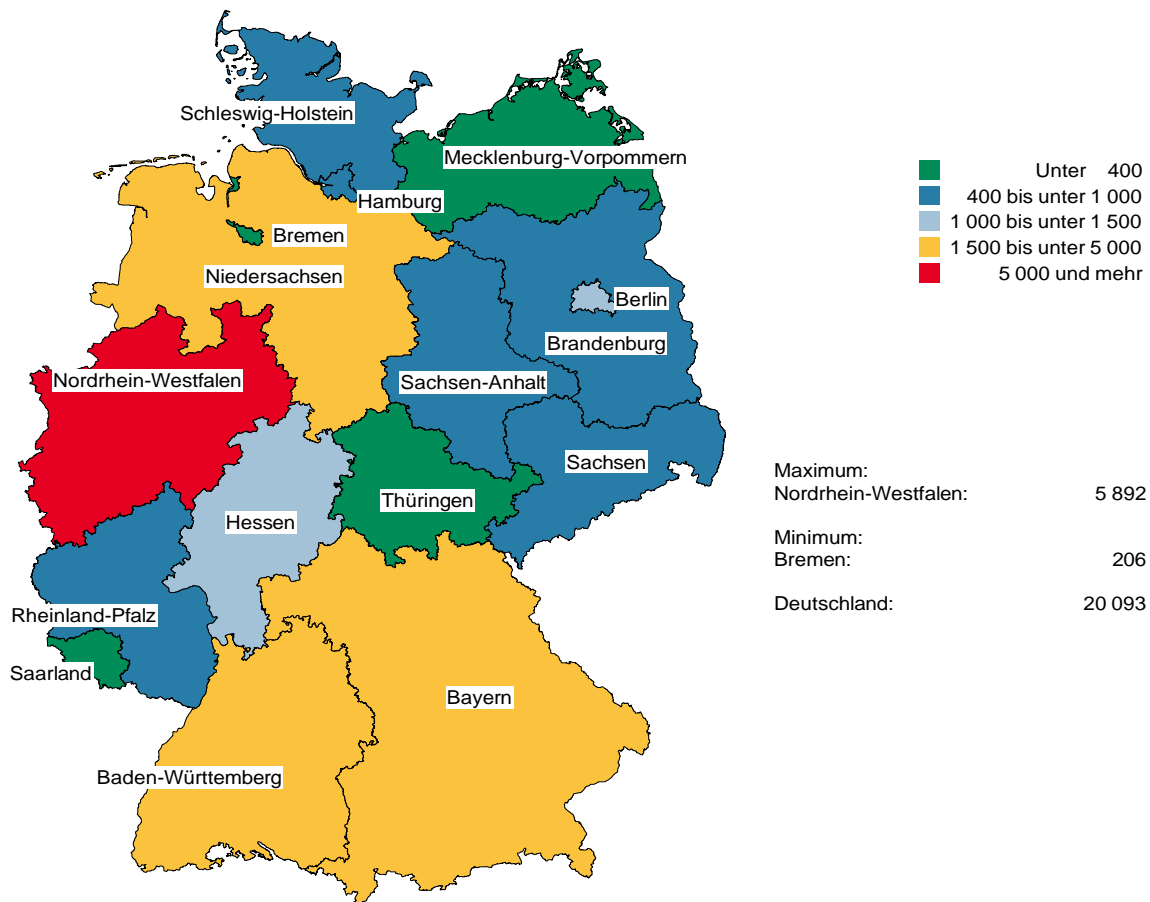 Schleswig-Holstein
Mecklenburg-Vorpommern
Hamburg
Bremen
Niedersachsen
Berlin
Brandenburg
Nordrhein-Westfalen
Sachsen-Anhalt
Sachsen
Thüringen
Hessen
Rheinland-Pfalz
Saarland
Bayern
Baden-Württemberg
Unter 400
400 bis unter 1 000
1 000 bis unter 1 500
1 500 bis unter 5 000
5 000 und mehr
Maximum:
Nordrhein-Westfalen: 5 892
Minimum:
Bremen: 206
Deutschland: 20 093